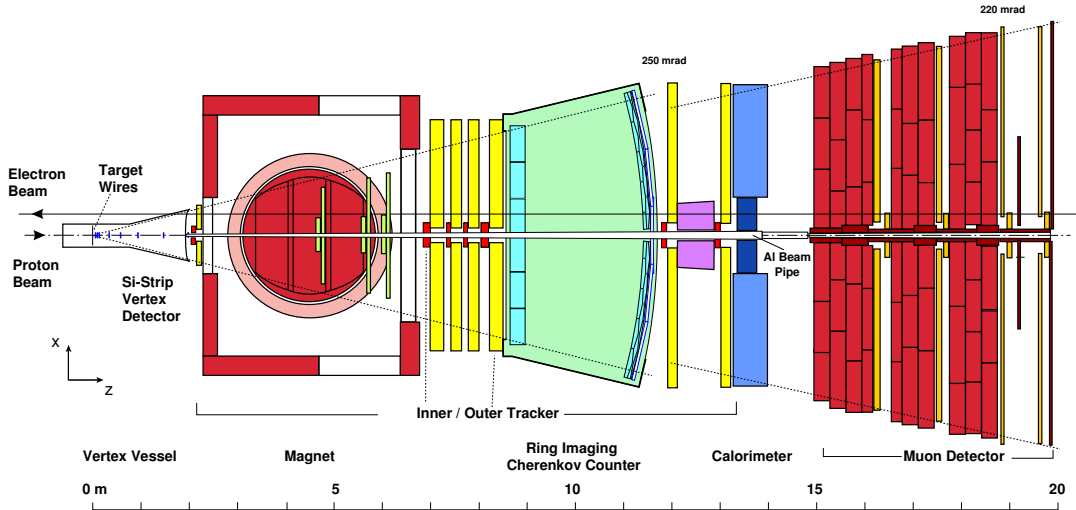 220 mrad
250 mrad
Target
Wires
Electron
Beam
Proton
Beam
Al Beam
Pipe
Si-Strip
Vertex
Detector
X
Z
Inner / Outer Tracker
Ring Imaging
Cherenkov Counter
Vertex Vessel
Magnet
Calorimeter
Muon Detector
0 m
5
10
15
20